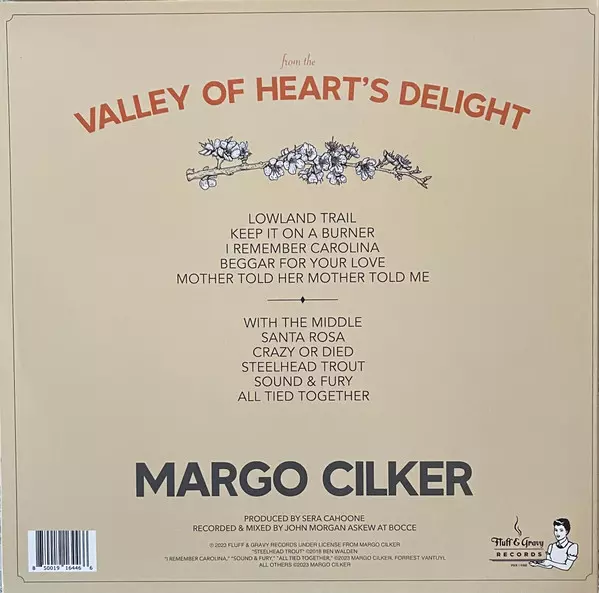 from the
VALLEY OF HEART'S DELIGHT
LOWLAND TRAIL
KEEP IT ON A BURNER
I REMEMBER CAROLINA
BEGGAR FOR YOUR LOVE
MOTHER TOLD HER MOTHER TOLD ME
WITH THE MIDDLE
SANTA ROSA
CRAZY OR DIED
STEELHEAD TROUT
SOUND & FURY
ALL TIED TOGETHER
MARGO CILKER
PRODUCED BY SERA CAHOONE
RECORDED & MIXED BY JOHN MORGAN ASKEW AT BOCCE
℗ 2023 FLUFF & GRAVY RECORDS UNDER LICENSE FROM MARGO CILKER
"STEELHEAD TROUT" ©2018 BEN WALDEN
"I REMEMBER CAROLINA," "SOUND & FURY," "ALL TIED TOGETHER," ©2023 MARGO CILKER, FORREST VANTUYL
ALL OTHERS ©2023 MARGO CILKER
8 50019 16446 6
Fluff & Gravy
RECORDS